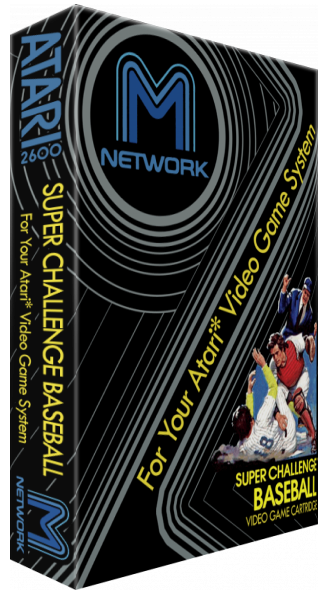 ATARI
2600
SUPER CHALLENGE BASEBALL
For Your Atari* Video Game System
M
NETWORK
M
NETWORK
For Your Atari* Video Game System
18
SUPER CHALLENGE
BASEBALL
VIDEO GAME CARTRIDGE